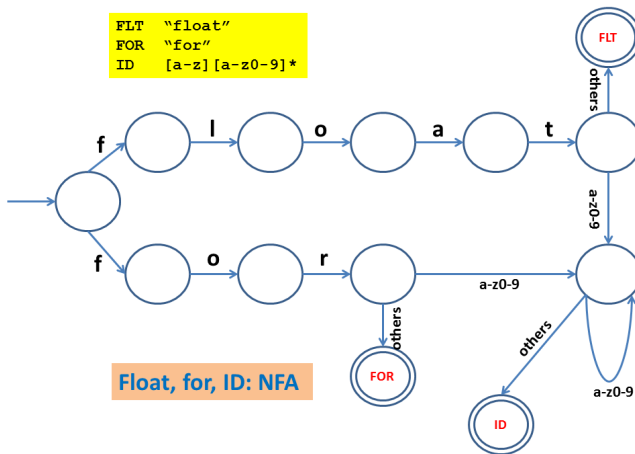 FLT “float”
FOR “for”
ID [a-z][a-z0-9]*
FLT
others
f l o a t
a-z0-9
f o r
a-z0-9
others
others
FOR
Float, for, ID: NFA
a-z0-9
ID